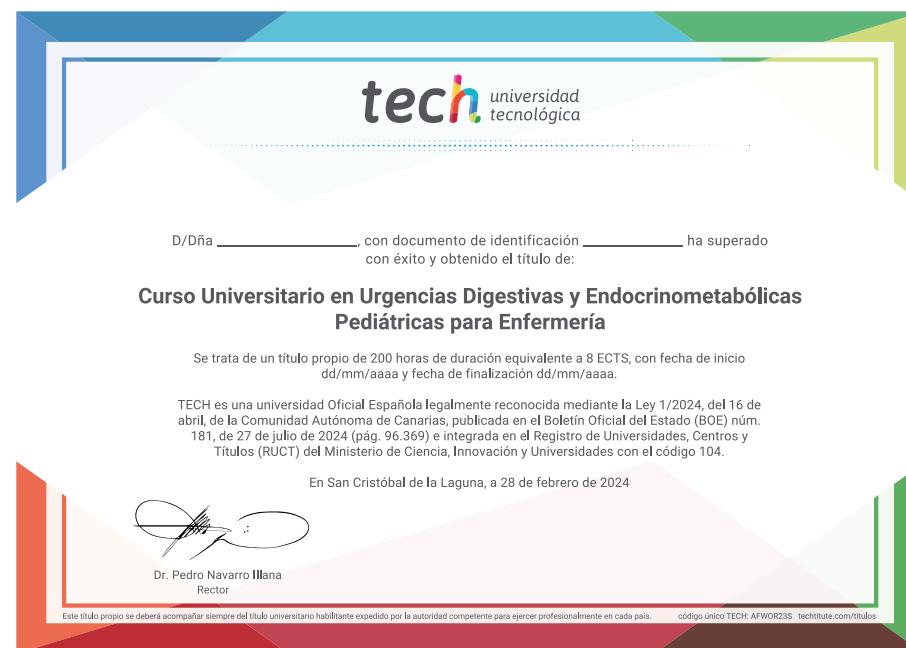 tech universidad
tecnológica
D/Dña ____________________, con documento de identificación ______________ ha superado
con éxito y obtenido el título de:
Curso Universitario en Urgencias Digestivas y Endocrinometabólicas
Pediátricas para Enfermería
Se trata de un título propio de 200 horas de duración equivalente a 8 ECTS, con fecha de inicio
dd/mm/aaaa y fecha de finalización dd/mm/aaaa.
TECH es una universidad Oficial Española legalmente reconocida mediante la Ley 1/2024, del 16 de
abril, de la Comunidad Autónoma de Canarias, publicada en el Boletín Oficial del Estado (BOE) núm.
181, de 27 de julio de 2024 (pág. 96.369) e integrada en el Registro de Universidades, Centros y
Títulos (RUCT) del Ministerio de Ciencia, Innovación y Universidades con el código 104.
En San Cristóbal de la Laguna, a 28 de febrero de 2024
Dr. Pedro Navarro Illana
Rector
Este título propio se deberá acompañar siempre del título universitario habilitante expedido por la autoridad competente para ejercer profesionalmente en cada país. código único TECH: AFWOR23S techtitute.com/titulos